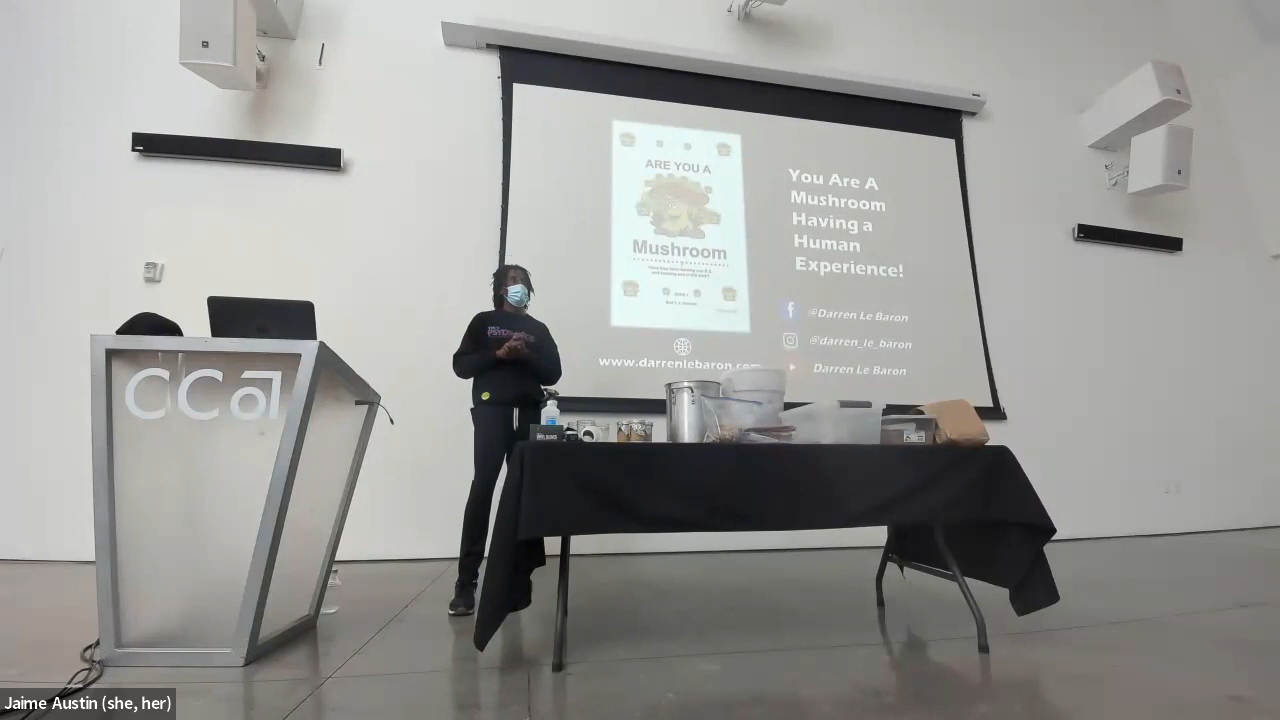 ARE YOU A
Mushroom
You Are A
Mushroom
Having a
Human
Experience!
@Darren Le Baron
@darren_le_baron
Darren Le Baron
www.darrenlebaron.com
CCa
Jaime Austin (she, her)